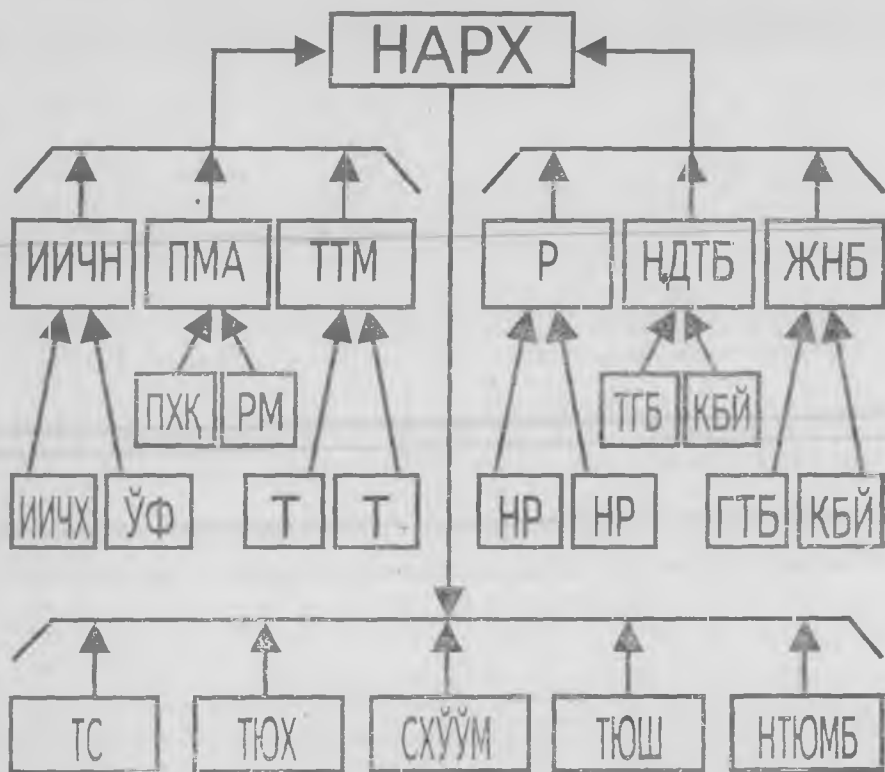 НАРХ
ИИЧН ПМА ТТМ Р НДТБ ЖНБ
ПХҚ РМ ТГБ КБЙ
ИИЧХ ЎФ Т Т НР НР ГТБ КБЙ
ТС ТЮХ СХЎЎМ ТЮШ НТЮМБ